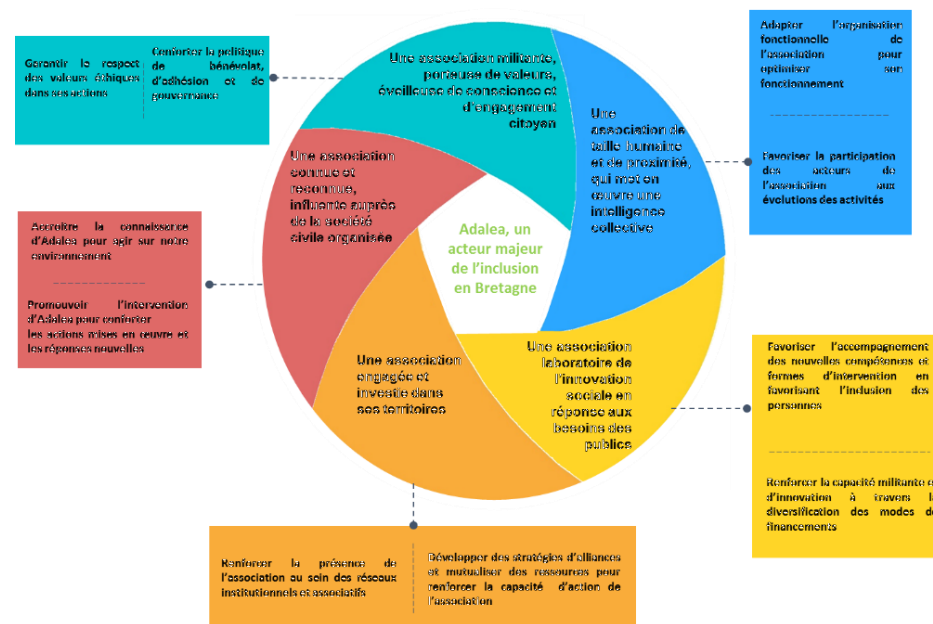 Garantir le respect
des valeurs éthiques
dans ses actions
Conforter la politique
de bénévolat,
d'adhésion et de
gouvernance
Une association militante,
porteuse de valeurs,
éveilleuse de conscience et
d'engagement
citoyen
Adapter l'organisation
fonctionnelle de
l'association pour
optimiser son
fonctionnement
Favoriser la participation
des acteurs de
l'association aux
évolutions des activités
Une
association de
taille humaine
et de proximité,
qui met en
œuvre une
intelligence
collective
Une association
connue et
reconnue,
influente auprès
de la société
civile organisée
Adalea, un
acteur majeur
de l'inclusion
en Bretagne
Accroître la connaissance
d'Adalea pour agir sur notre
environnement
Promouvoir l'intervention
d'Adalea pour conforter
les actions mises en œuvre et
les réponses nouvelles
Une association
engagée et
investie dans
ses territoires
Une association
laboratoire de
l'innovation
sociale en
réponse aux
besoins des
publics
Favoriser l'accompagnement
des nouvelles compétences et
formes d'intervention en
favorisant l'inclusion des
personnes
Renforcer la capacité militante
d'innovation à travers
diversification des modes
financements
Renforcer la présence de
l'association au sein des réseaux
institutionnels et associatifs
Développer des stratégies d'alliances
et mutualiser des ressources pour
renforcer la capacité d'action de
l'association